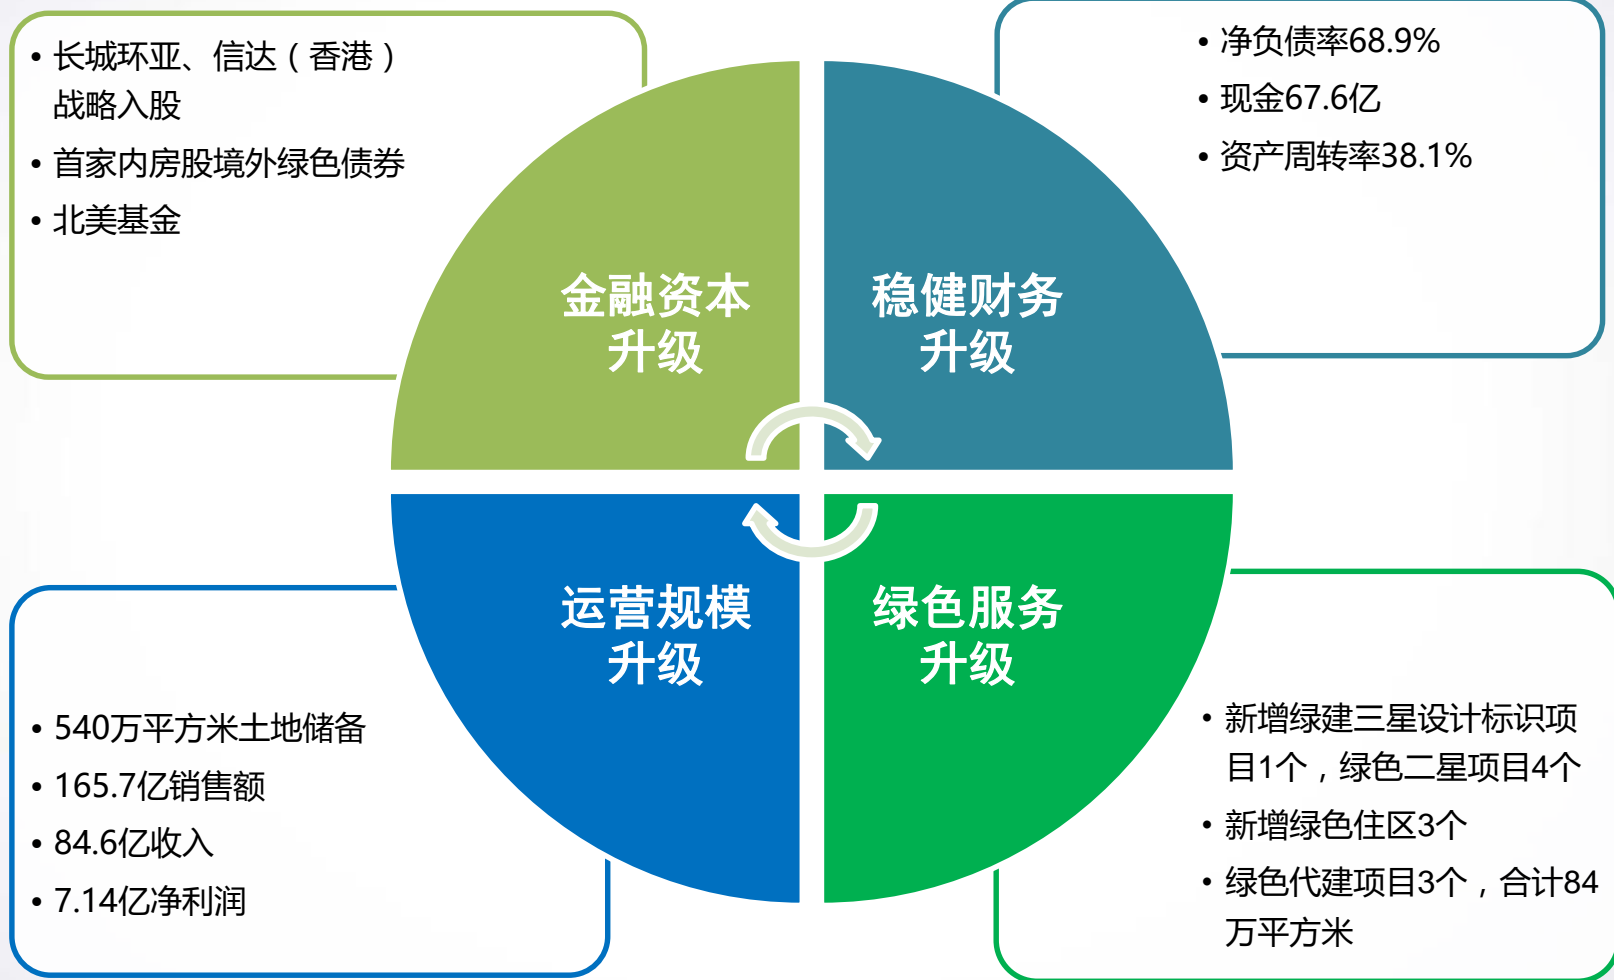 • 长城环亚、信达（香港）
战略入股
• 首家内房股境外绿色债券
• 北美基金
• 净负债率68.9%
• 现金67.6亿
• 资产周转率38.1%
金融资本
升级
稳健财务
升级
运营规模
升级
绿色服务
升级
• 540万平方米土地储备
• 165.7亿销售额
• 84.6亿收入
• 7.14亿净利润
• 新增绿建三星设计标识项
目1个，绿色二星项目4个
• 新增绿色住区3个
• 绿色代建项目3个，合计84
万平方米